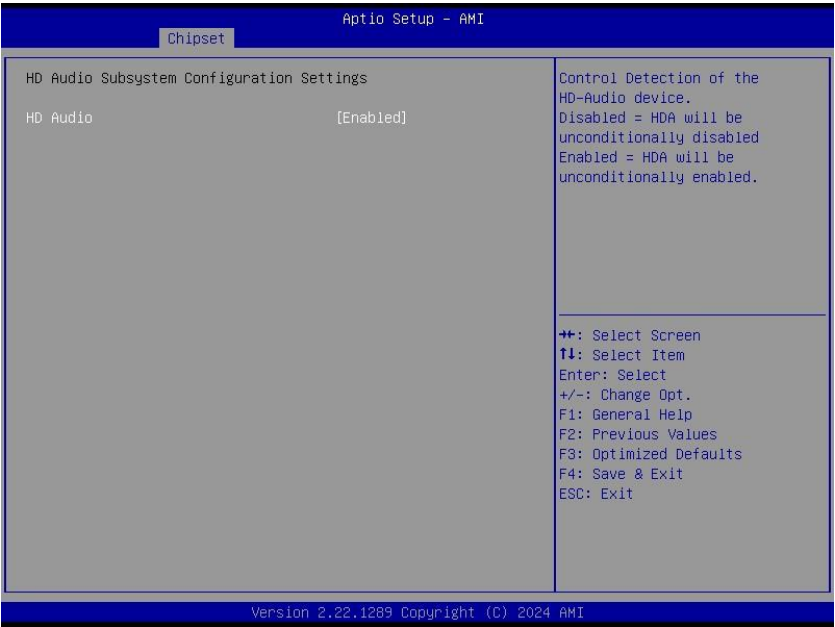 Aptio Setup – AMI
Chipset
HD Audio Subsystem Configuration Settings
HD Audio [Enabled]
Control Detection of the
HD-Audio device.
Disabled = HDA will be
unconditionally disabled
Enabled = HDA will be
unconditionally enabled.
→←: Select Screen
↑↓: Select Item
Enter: Select
+/-: Change Opt.
F1: General Help
F2: Previous Values
F3: Optimized Defaults
F4: Save & Exit
ESC: Exit
Version 2.22.1289 Copyright (C) 2024 AMI